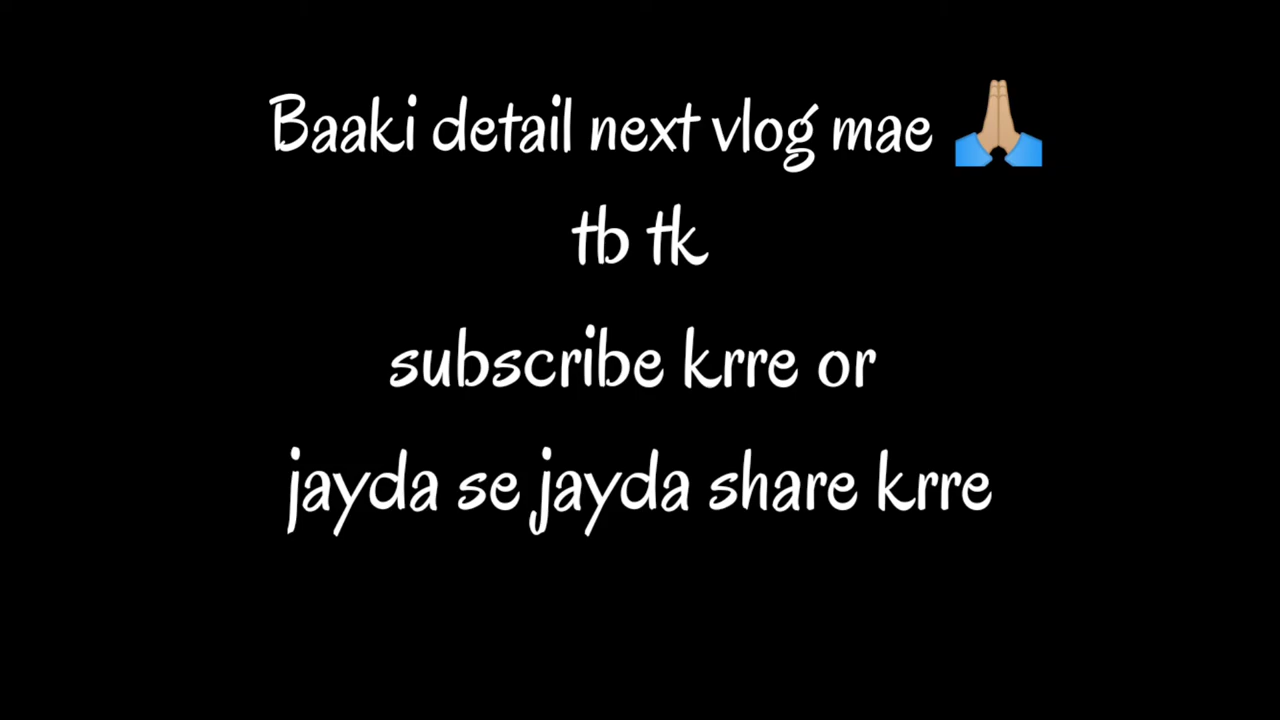 Baaki detail next vlog mae 🙏🏼
tb tk
subscribe krre or
jayda se jayda share krre